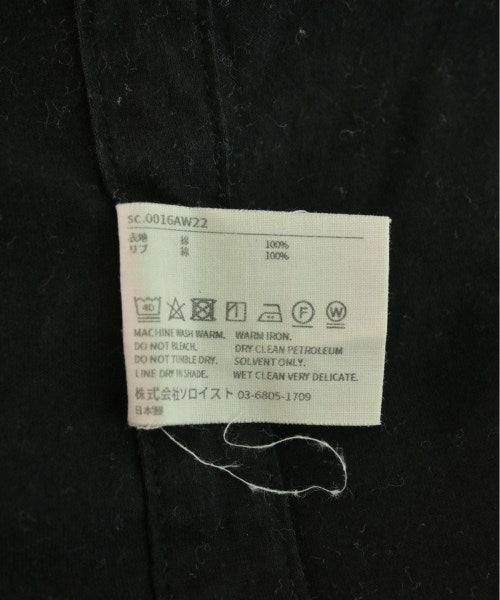 sc.0016AW22
表地 綿 100%
リブ 綿 100%
40 F W
MACHINE WASH WARM. WARM IRON.
DO NOT BLEACH. DRY CLEAN PETROLEUM
DO NOT TUMBLE DRY. SOLVENT ONLY.
LINE DRY IN SHADE. WET CLEAN VERY DELICATE.
株式会社ソロイスト 03-6805-1709
日本製